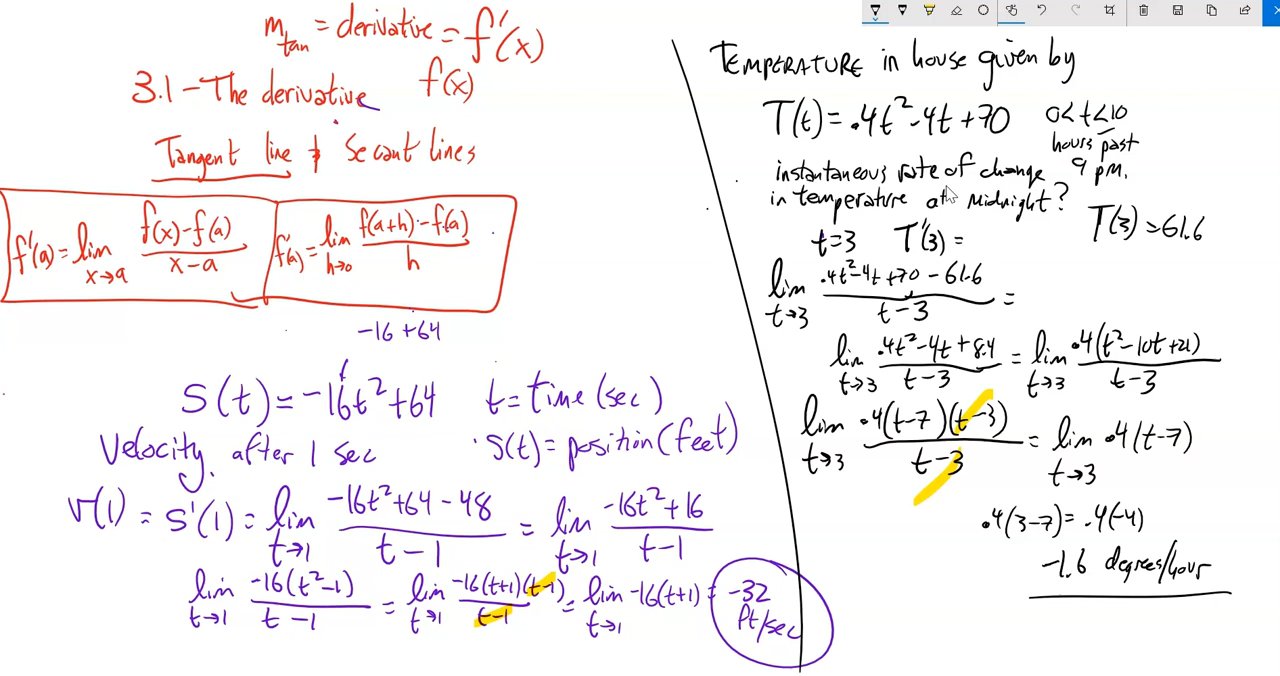 m_tan = derivative = f'(x)
3.1 - The derivative f(x)
Tangent line & Secant lines
f'(a) = lim x→a f(x)-f(a) / x-a
f'(a) = lim h→0 f(a+h)-f(a) / h
-16 + 64
S(t) = -16t² + 64 t = time (sec)
Velocity after 1 sec s(t) = position (feet)
v(1) = s'(1) = lim t→1 -16t²+64-48 / t-1 = lim t→1 -16t²+16 / t-1
lim t→1 -16(t²-1) / t-1 = lim t→1 -16(t+1)(t-1) / t-1 = lim t→1 -16(t+1) = -32 ft/sec
TEMPERATURE in house given by
T(t) = .4t² - 4t + 70 0<t<10
hours past
9 pm.
instantaneous rate of change
in temperature at Midnight?
t=3 T'(3) = T(3) = 61.6
lim t→3 .4t²-4t+70-61.6 / t-3 =
lim t→3 .4t²-4t+8.4 / t-3 = lim t→3 .4(t²-10t+21) / t-3
lim t→3 .4(t-7)(t-3) / t-3 = lim t→3 .4(t-7)
.4(3-7) = .4(-4)
-1.6 degrees/hour